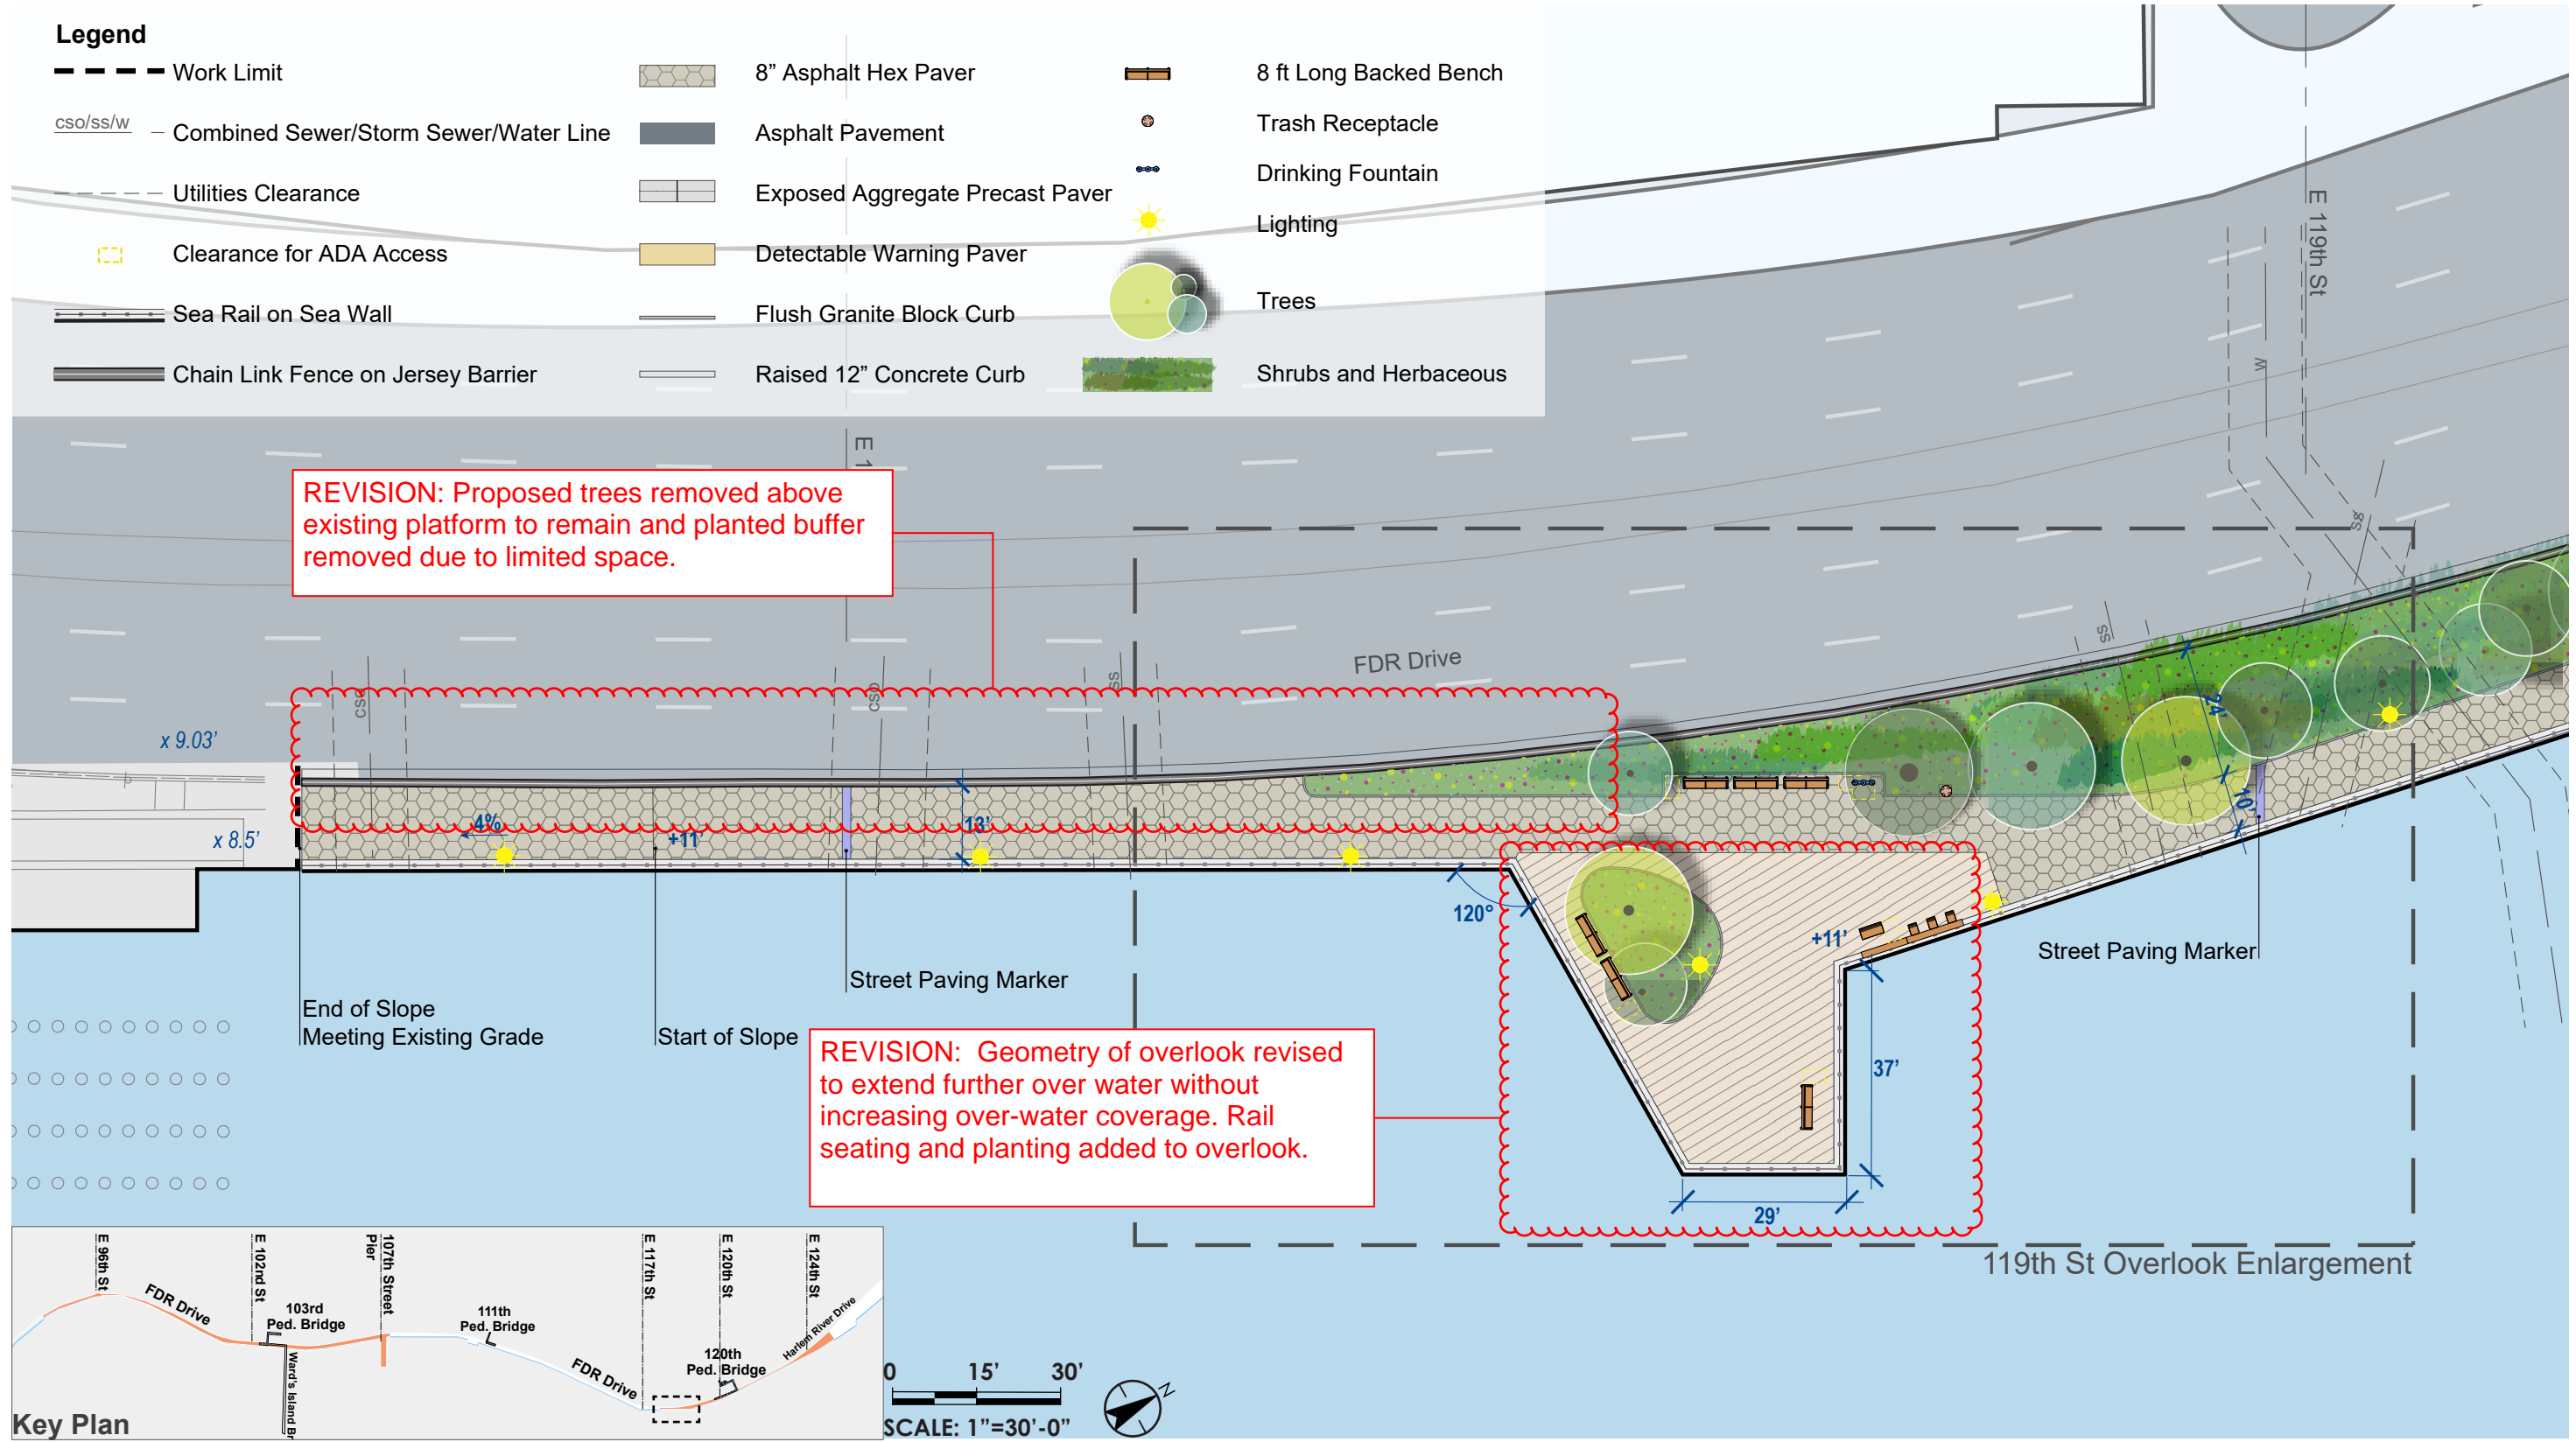 Legend
Work Limit
cso/ss/w
Combined Sewer/Storm Sewer/Water Line
Utilities Clearance
Clearance for ADA Access
Sea Rail on Sea Wall
Chain Link Fence on Jersey Barrier
8” Asphalt Hex Paver
Asphalt Pavement
Exposed Aggregate Precast Paver
Detectable Warning Paver
Flush Granite Block Curb
Raised 12” Concrete Curb
8 ft Long Backed Bench
Trash Receptacle
Drinking Fountain
Lighting
Trees
Shrubs and Herbaceous
E 119th St
w
ss
ss
E 1
REVISION: Proposed trees removed above
existing platform to remain and planted buffer
removed due to limited space.
FDR Drive
cso
cso
ss
x 9.03’
x 8.5’
4%
+11’
13’
24’
10’
120°
+11’
37’
29’
Street Paving Marker
Street Paving Marker
End of Slope
Meeting Existing Grade
Start of Slope
REVISION: Geometry of overlook revised
to extend further over water without
increasing over-water coverage. Rail
seating and planting added to overlook.
119th St Overlook Enlargement
E 96th St
E 102nd St
107th Street
Pier
E 117th St
E 120th St
E 124th St
FDR Drive
103rd
Ped. Bridge
Ward's Island Br
111th
Ped. Bridge
FDR Drive
120th
Ped. Bridge
Harlem River Drive
Key Plan
0 15’ 30’
SCALE: 1”=30’-0”
N